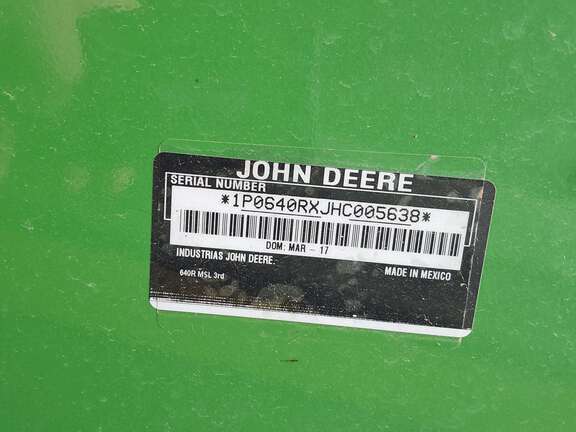 JOHN DEERE
SERIAL NUMBER
*1P0640RXJHC005638*
DOM: MAR - 17
INDUSTRIAS JOHN DEERE
MADE IN MEXICO
640R MSL 3rd